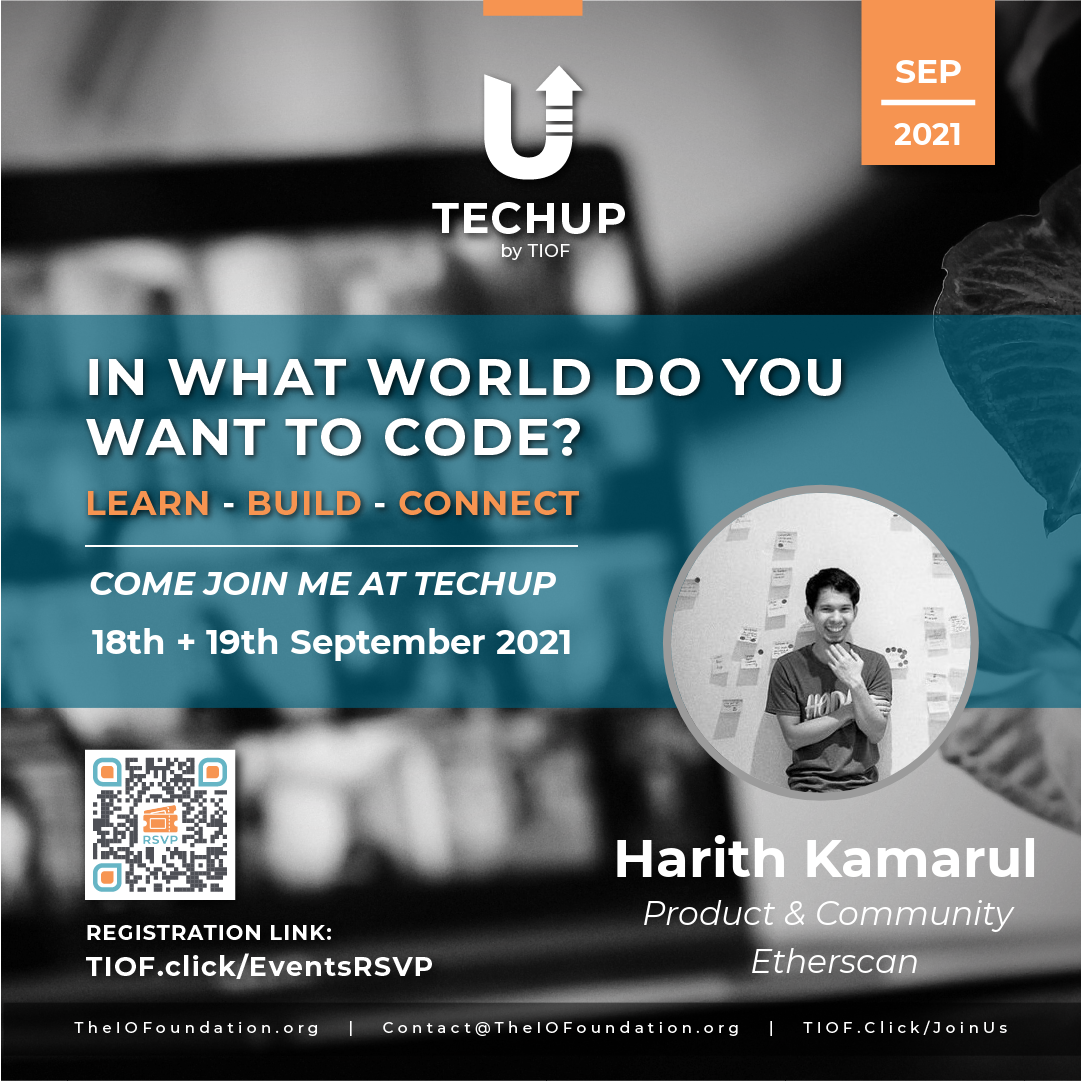 SEP
2021
TECHUP
by TIOF
IN WHAT WORLD DO YOU
WANT TO CODE?
LEARN - BUILD - CONNECT
COME JOIN ME AT TECHUP
18th + 19th September 2021
RSVP
REGISTRATION LINK:
TIOF.click/EventsRSVP
Harith Kamarul
Product & Community
Etherscan
TheIOFoundation.org | Contact@TheIOFoundation.org | TIOF.Click/JoinUs